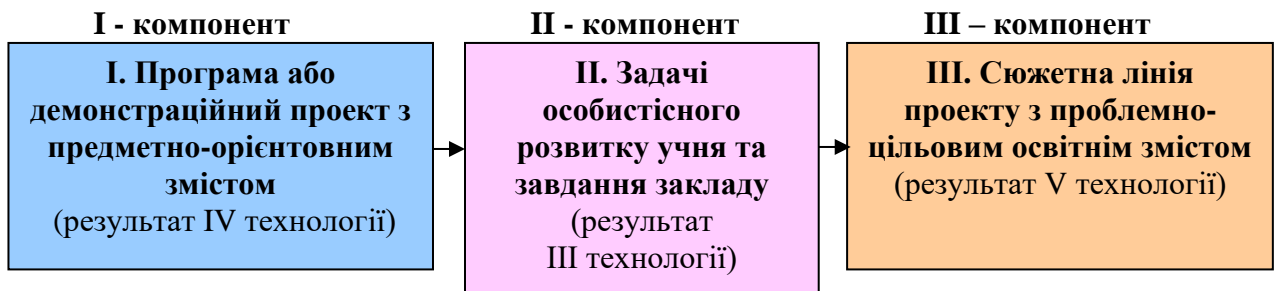 I - компонент
II - компонент
III – компонент
I. Програма або
демонстраційний проект з
предметно-орієнтовним
змістом
(результат IV технології)
II. Задачі
особистісного
розвитку учня та
завдання закладу
(результат
III технології)
III. Сюжетна лінія
проекту з проблемно-
цільовим освітнім змістом
(результат V технології)